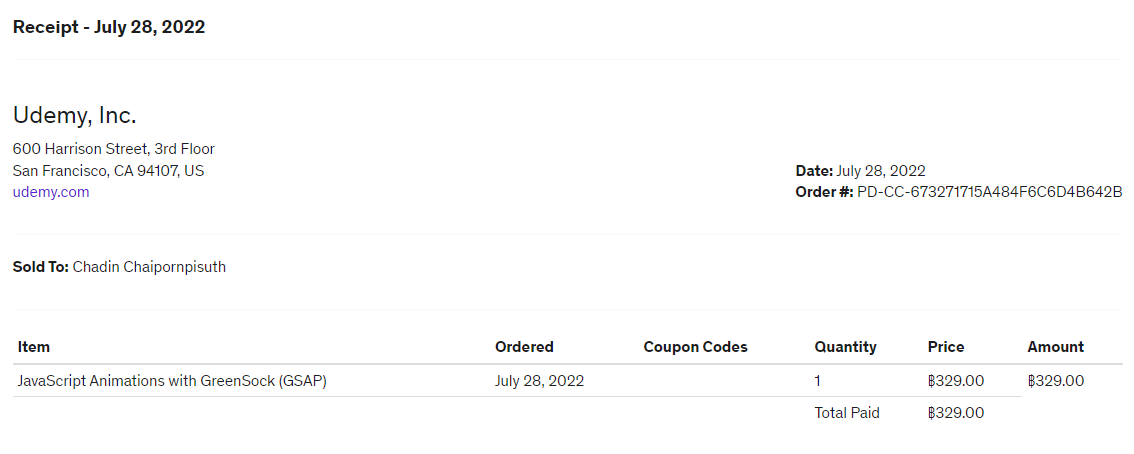 Receipt - July 28, 2022
Udemy, Inc.
600 Harrison Street, 3rd Floor
San Francisco, CA 94107, US
udemy.com
Date: July 28, 2022
Order #: PD-CC-673271715A484F6C6D4B642B
Sold To: Chadin Chaipornpisuth
Item Ordered Coupon Codes Quantity Price Amount
JavaScript Animations with GreenSock (GSAP) July 28, 2022 1 ฿329.00 ฿329.00
Total Paid ฿329.00